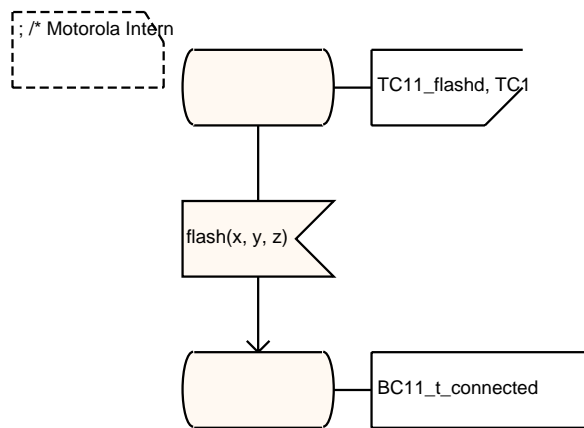 ; /* Motorola Intern
TC11_flashd, TC1
flash(x, y, z)
BC11_t_connected